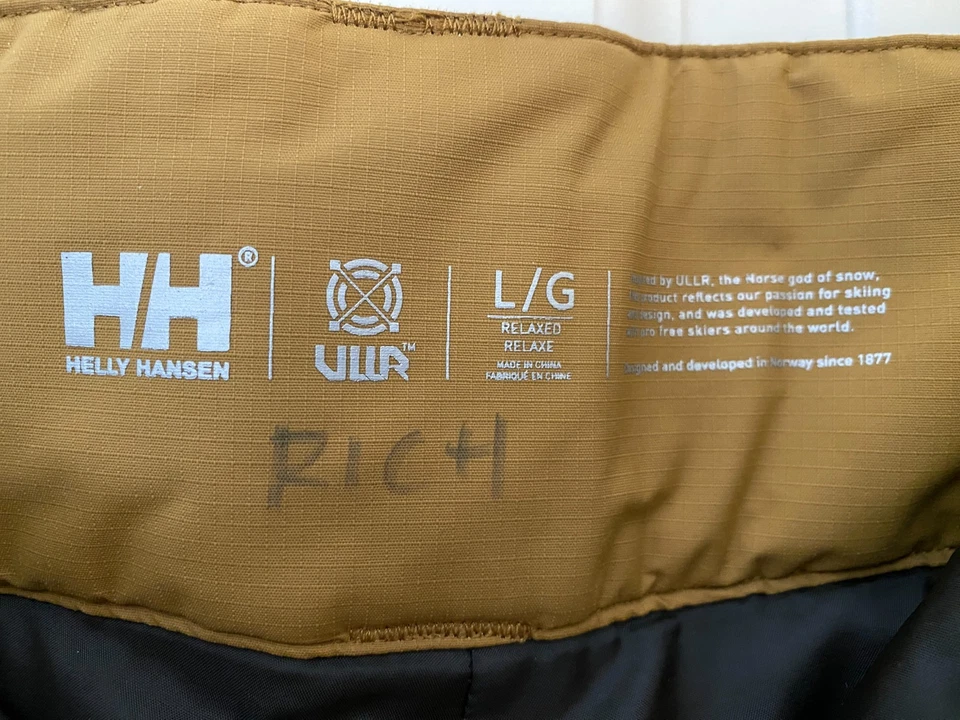 HH®
HELLY HANSEN
ULLR™
L/G
RELAXED
RELAXE
MADE IN CHINA
FABRIQUÉ EN CHINE
by ULLR, the Norse god of snow,
product reflects our passion for skiing
design, and was developed and tested
free skiers around the world.
and developed in Norway since 1877
RICH